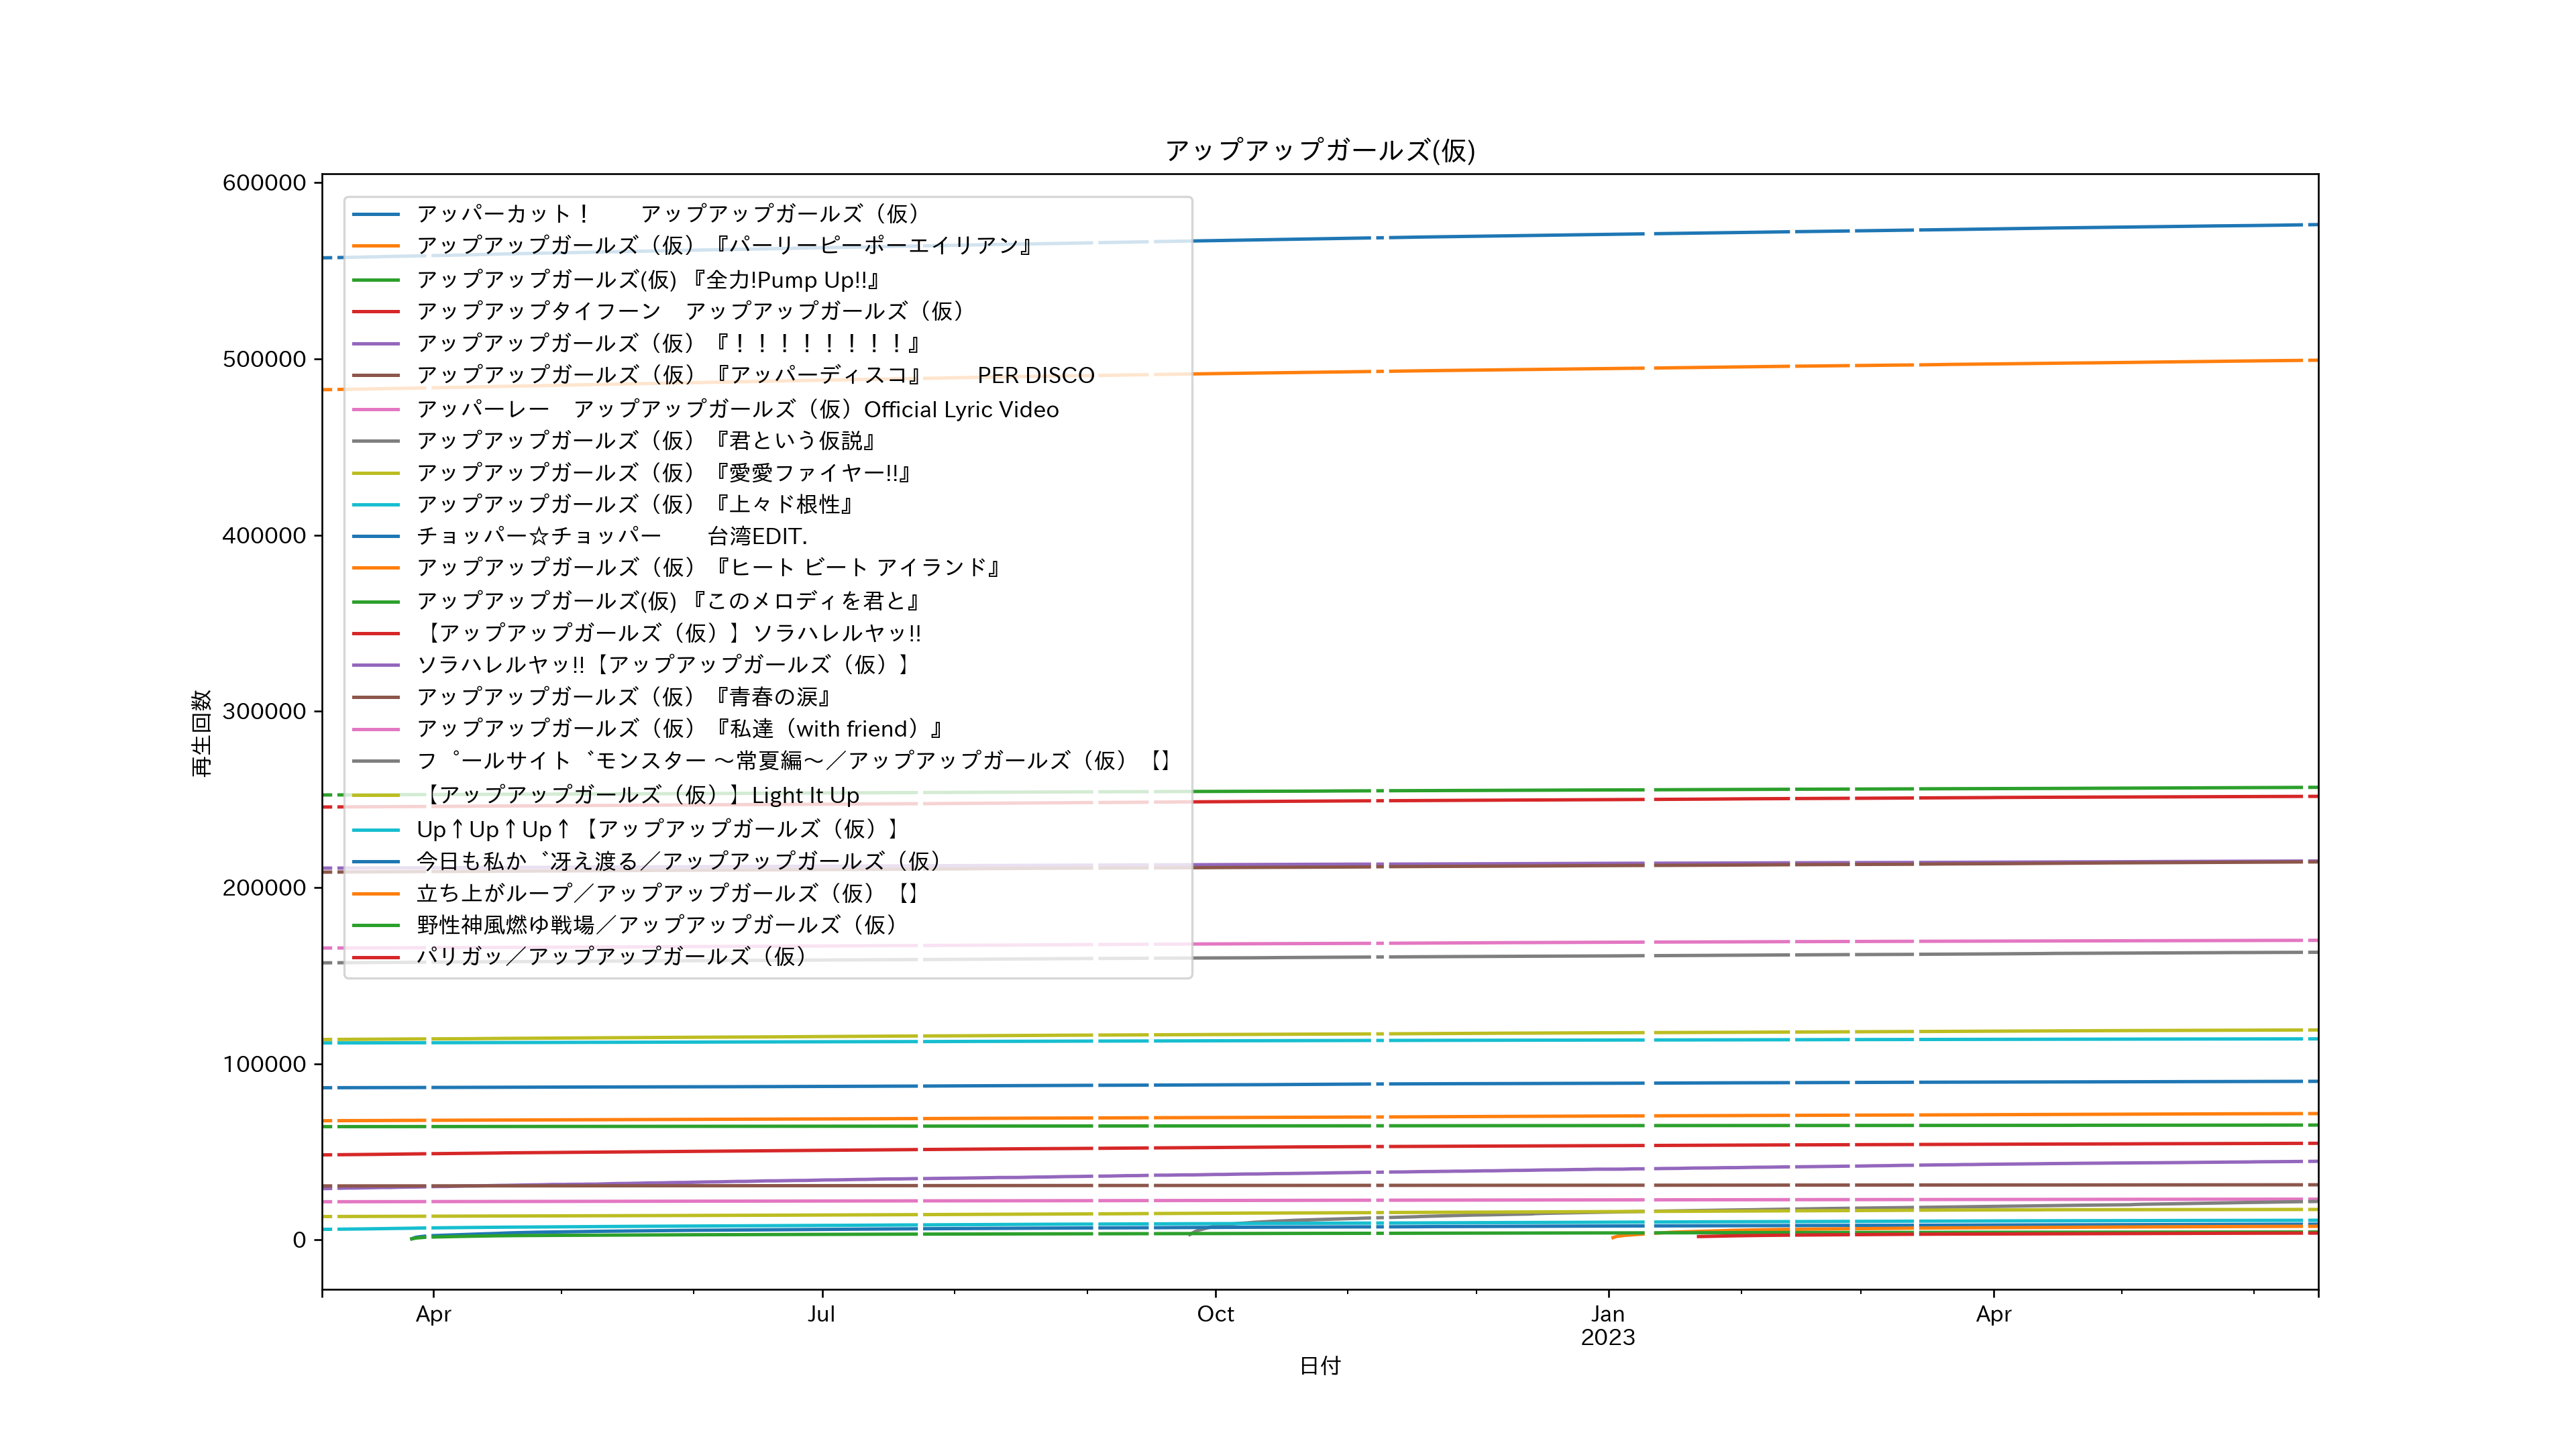 アップアップガールズ(仮)
600000
500000
400000
300000
200000
100000
0
再生回数
アッパーカット！　　アップアップガールズ（仮）
アップアップガールズ（仮）『パーリーピーポーエイリアン』
アップアップガールズ(仮) 『全力!Pump Up!!』
アップアップタイフーン　アップアップガールズ（仮）
アップアップガールズ（仮）『！！！！！！！！』
アップアップガールズ（仮）『アッパーディスコ』　　PER DISCO
アッパーレー　アップアップガールズ（仮）Official Lyric Video
アップアップガールズ（仮）『君という仮説』
アップアップガールズ（仮）『愛愛ファイヤー!!』
アップアップガールズ（仮）『上々ド根性』
チョッパー☆チョッパー　　台湾EDIT.
アップアップガールズ（仮）『ヒート ビート アイランド』
アップアップガールズ(仮) 『このメロディを君と』
【アップアップガールズ（仮）】ソラハレルヤッ!!
ソラハレルヤッ!!【アップアップガールズ（仮）】
アップアップガールズ（仮）『青春の涙』
アップアップガールズ（仮）『私達（with friend）』
フ゜ールサイト゛モンスター ～常夏編～／アップアップガールズ（仮）【】
【アップアップガールズ（仮）】Light It Up
Up↑Up↑Up↑【アップアップガールズ（仮）】
今日も私か゛冴え渡る／アップアップガールズ（仮）
立ち上がループ／アップアップガールズ（仮）【】
野性神風燃ゆ戦場／アップアップガールズ（仮）
バリガッ／アップアップガールズ（仮）
Apr
Jul
Oct
Jan
2023
Apr
日付